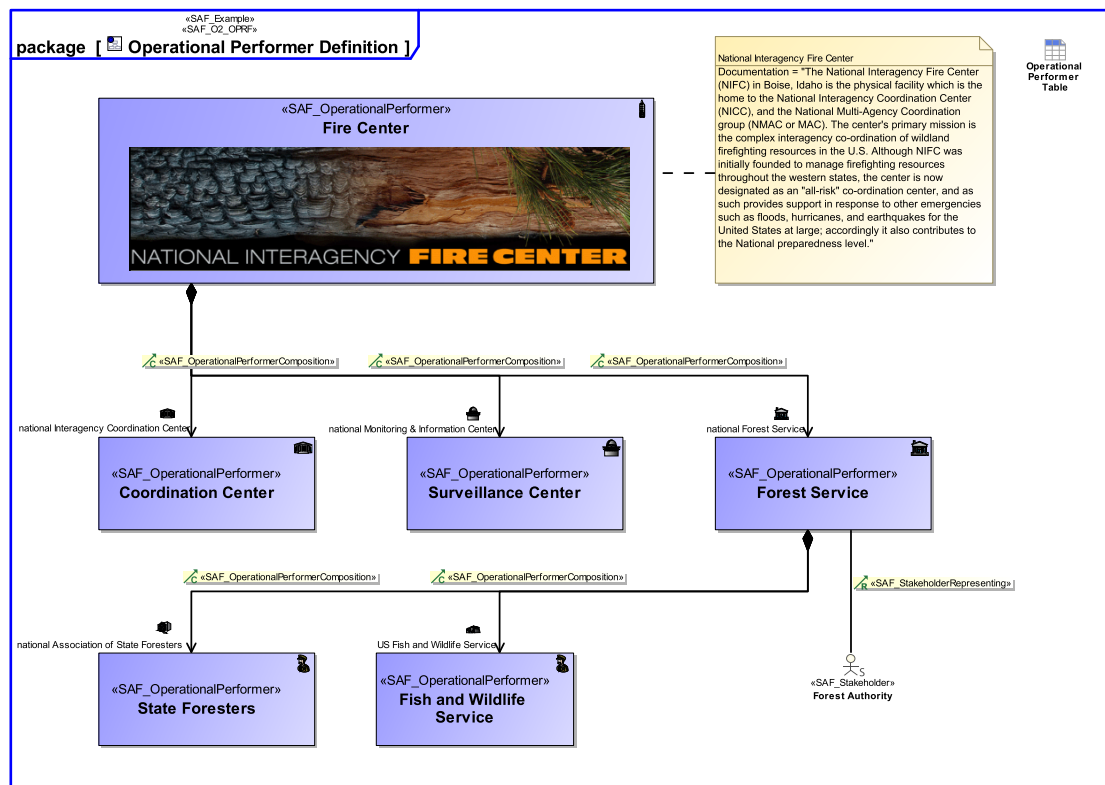 «SAF_Example»
«SAF_O2_OPRF»
package [ Operational Performer Definition ]
National Interagency Fire Center
Documentation = "The National Interagency Fire Center
(NIFC) in Boise, Idaho is the physical facility which is the
home to the National Interagency Coordination Center
(NICC), and the National Multi-Agency Coordination
group (NMAC or MAC). The center's primary mission is
the complex interagency co-ordination of wildland
firefighting resources in the U.S. Although NIFC was
initially founded to manage firefighting resources
throughout the western states, the center is now
designated as an "all-risk" co-ordination center, and as
such provides support in response to other emergencies
such as floods, hurricanes, and earthquakes for the
United States at large; accordingly it also contributes to
the National preparedness level."
Operational
Performer
Table
«SAF_OperationalPerformer»
Fire Center
NATIONAL INTERAGENCY FIRE CENTER
C «SAF_OperationalPerformerComposition»
C «SAF_OperationalPerformerComposition»
C «SAF_OperationalPerformerComposition»
national Interagency Coordination Center
national Monitoring & Information Center
national Forest Service
«SAF_OperationalPerformer»
Coordination Center
«SAF_OperationalPerformer»
Surveillance Center
«SAF_OperationalPerformer»
Forest Service
C «SAF_OperationalPerformerComposition»
C «SAF_OperationalPerformerComposition»
R «SAF_StakeholderRepresenting»
national Association of State Foresters
US Fish and Wildlife Service
«SAF_OperationalPerformer»
State Foresters
«SAF_OperationalPerformer»
Fish and Wildlife
Service
S
«SAF_Stakeholder»
Forest Authority